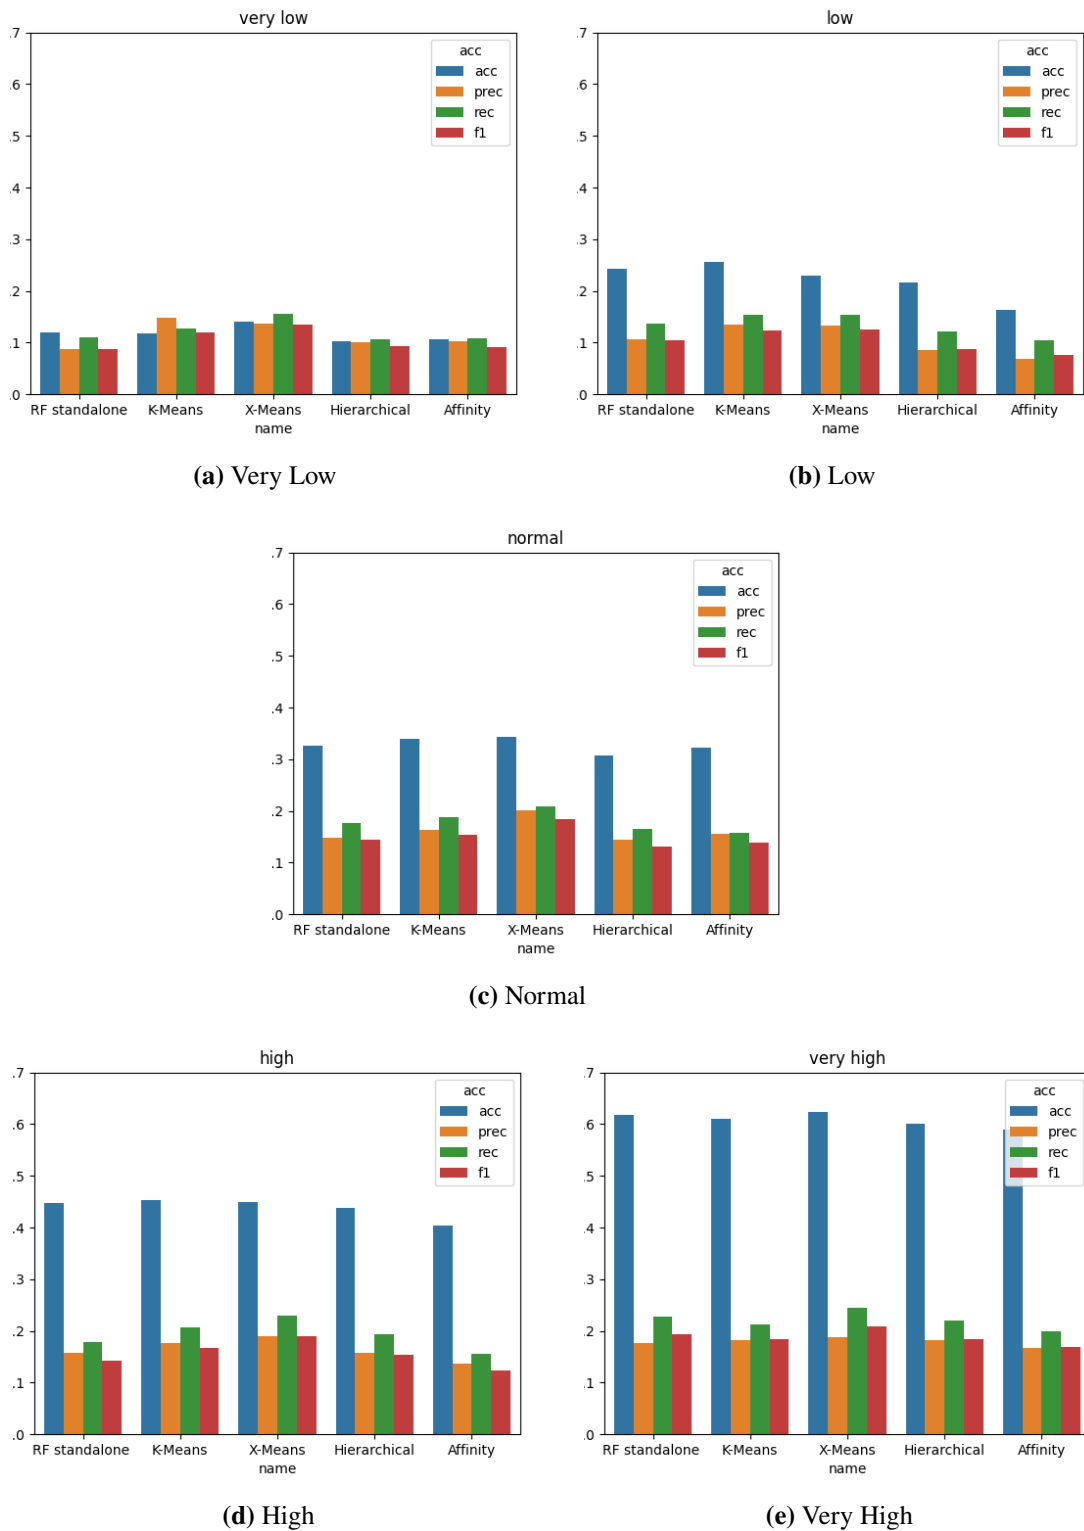 very low
.7
.6
.5
.4
.3
.2
.1
.0
acc
acc
prec
rec
f1
RF standalone K-Means X-Means Hierarchical Affinity
name
(a) Very Low
low
.7
.6
.5
.4
.3
.2
.1
.0
acc
acc
prec
rec
f1
RF standalone K-Means X-Means Hierarchical Affinity
name
(b) Low
normal
.7
.6
.5
.4
.3
.2
.1
.0
acc
acc
prec
rec
f1
RF standalone K-Means X-Means Hierarchical Affinity
name
(c) Normal
high
.7
.6
.5
.4
.3
.2
.1
.0
acc
acc
prec
rec
f1
RF standalone K-Means X-Means Hierarchical Affinity
name
(d) High
very high
.7
.6
.5
.4
.3
.2
.1
.0
acc
acc
prec
rec
f1
RF standalone K-Means X-Means Hierarchical Affinity
name
(e) Very High